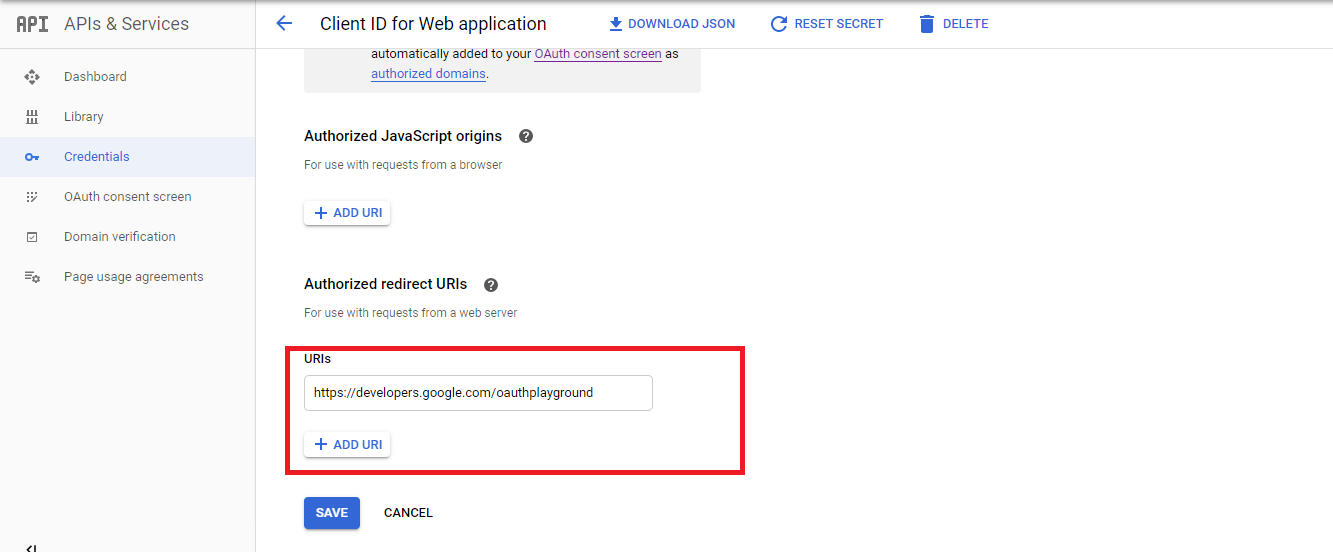 API APIs & Services
Client ID for Web application
DOWNLOAD JSON
RESET SECRET
DELETE
Dashboard
Library
Credentials
OAuth consent screen
Domain verification
Page usage agreements
automatically added to your OAuth consent screen as
authorized domains.
Authorized JavaScript origins
For use with requests from a browser
+ ADD URI
Authorized redirect URIs
For use with requests from a web server
URIs
https://developers.google.com/oauthplayground
+ ADD URI
SAVE
CANCEL